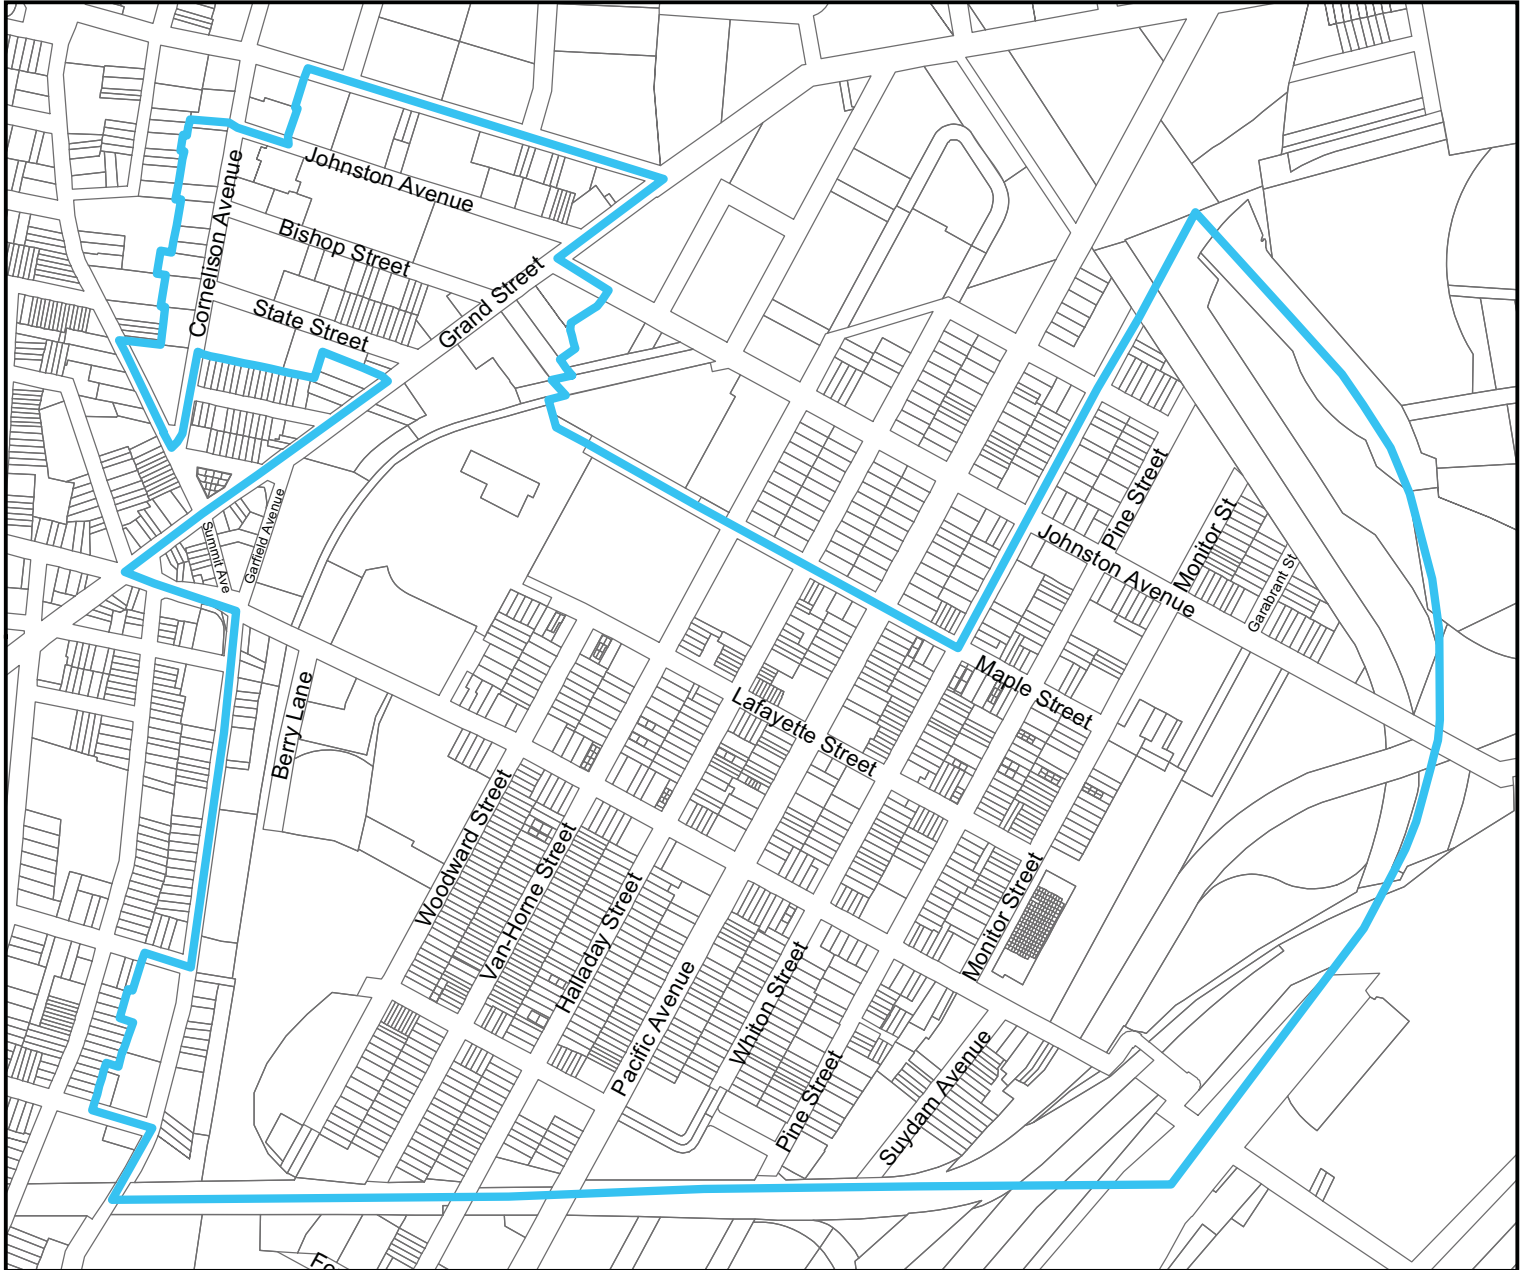 Johnston Avenue
Cornelison Avenue
Bishop Street
Grand Street
State Street
Pine Street
Monitor St
Garfield Avenue
Summit Ave
Johnston Avenue
Garabrant St
Maple Street
Berry Lane
Lafayette Street
Woodward Street
Van-Horne Street
Halladay Street
Monitor Street
Pacific Avenue
Whiton Street
Pine Street
Suydam Avenue
Fo